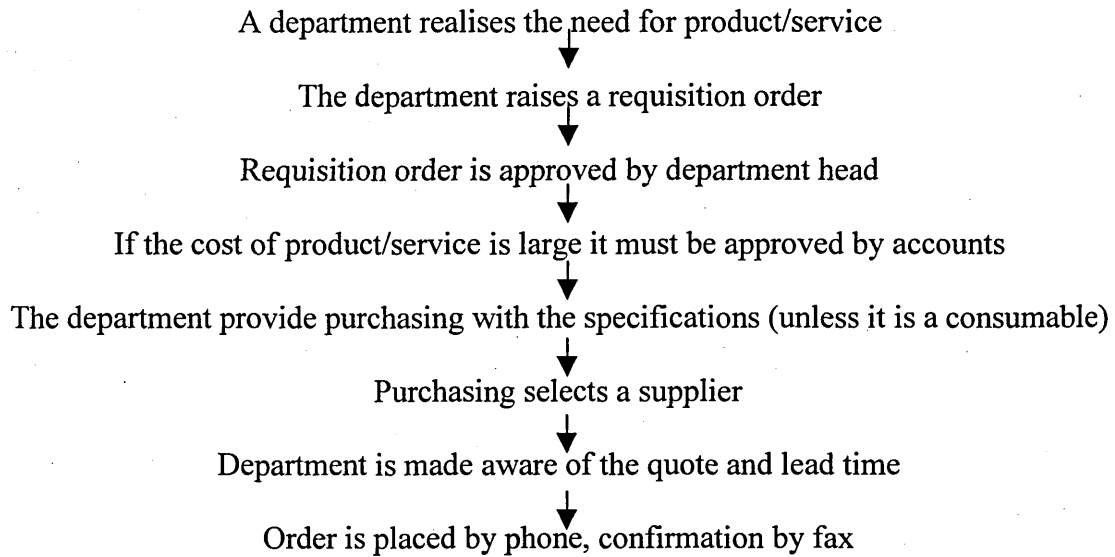 A department realises the need for product/service
The department raises a requisition order
Requisition order is approved by department head
If the cost of product/service is large it must be approved by accounts
The department provide purchasing with the specifications (unless it is a consumable)
Purchasing selects a supplier
Department is made aware of the quote and lead time
Order is placed by phone, confirmation by fax